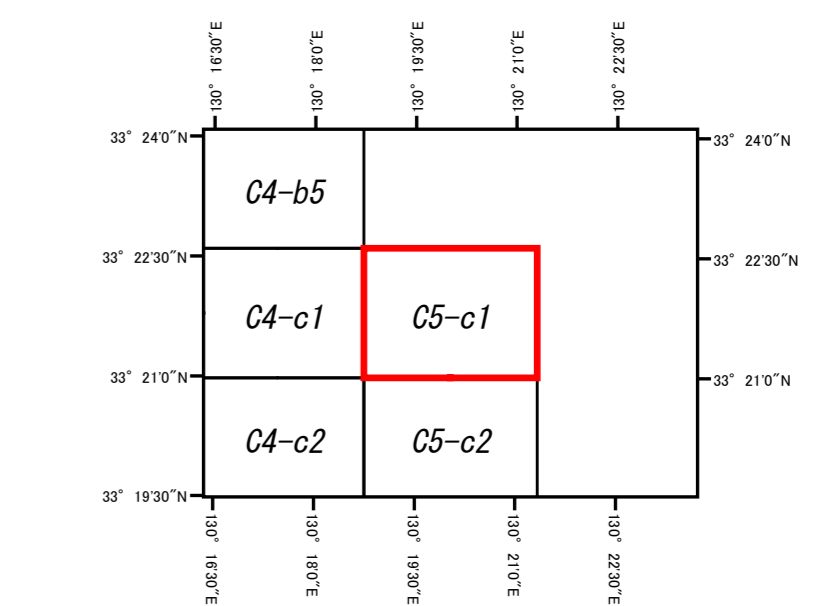 130° 16'30"E
130° 18'0"E
130° 19'30"E
130° 21'0"E
130° 22'30"E
33° 24'0"N
33° 24'0"N
C4-b5
33° 22'30"N
33° 22'30"N
C4-c1
C5-c1
33° 21'0"N
33° 21'0"N
C4-c2
C5-c2
33° 19'30"N
130° 16'30"E
130° 18'0"E
130° 19'30"E
130° 21'0"E
130° 22'30"E